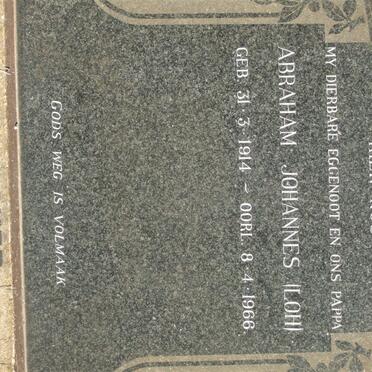 MY DIERBARE EGGENOOT EN ONS PAPPA
ABRAHAM JOHANNES (LOH)
GEB. 31. 3. 1914 ~ OORL. 8. 4. 1966.
GODS WEG IS VOLMAAK